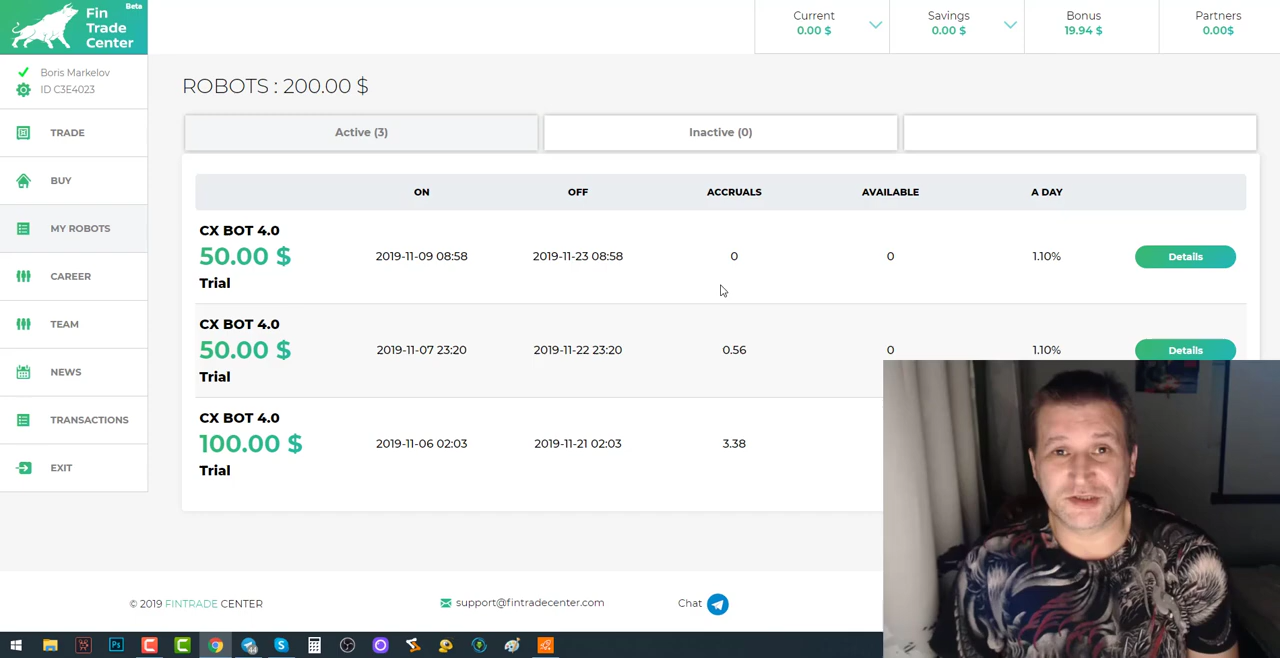 Fin
Trade
Center
Beta
Current
0.00 $
Savings
0.00 $
Bonus
19.94 $
Partners
0.00$
Boris Markelov
ID C3E4023
TRADE
BUY
MY ROBOTS
CAREER
TEAM
NEWS
TRANSACTIONS
EXIT
ROBOTS : 200.00 $
Active (3)
Inactive (0)
ON
OFF
ACCRUALS
AVAILABLE
A DAY
CX BOT 4.0
50.00 $
Trial
2019-11-09 08:58
2019-11-23 08:58
0
0
1.10%
Details
CX BOT 4.0
50.00 $
Trial
2019-11-07 23:20
2019-11-22 23:20
0.56
0
1.10%
Details
CX BOT 4.0
100.00 $
Trial
2019-11-06 02:03
2019-11-21 02:03
3.38
© 2019 FINTRADE CENTER
support@fintradecenter.com
Chat